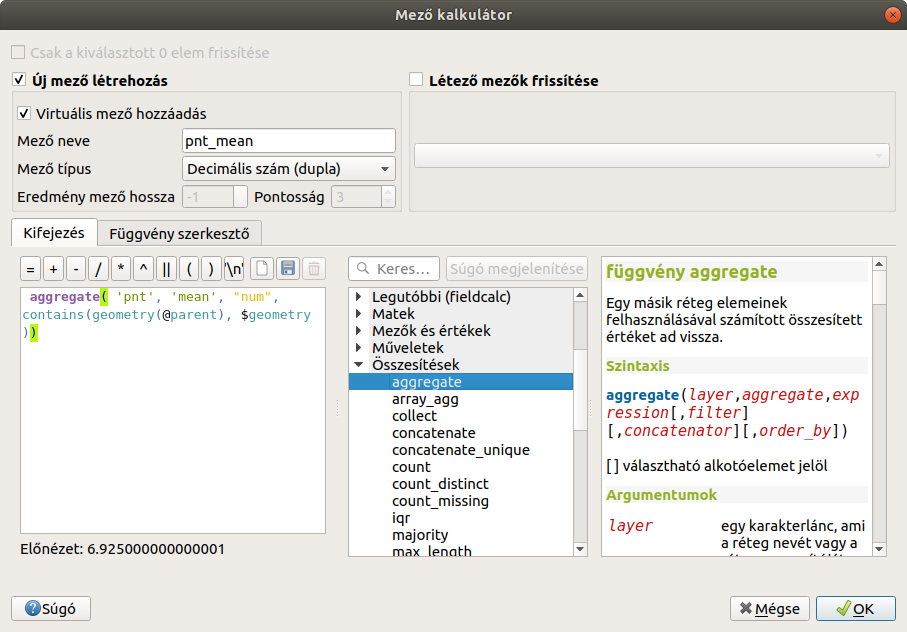 Mező kalkulátor
Csak a kiválasztott 0 elem frissítése
Új mező létrehozás
Létező mezők frissítése
Virtuális mező hozzáadás
Mező neve
pnt_mean
Mező típus
Decimális szám (dupla)
Eredmény mező hossza
-1
Pontosság
3
Kifejezés
Függvény szerkesztő
= + - / * ^ || ( ) '\n'
aggregate( 'pnt', 'mean', "num",
contains(geometry(@parent), $geometry
))
Előnézet: 6.925000000000001
Keres...
Súgó megjelenítése
Legutóbbi (fieldcalc)
Matek
Mezők és értékek
Műveletek
Összesítések
aggregate
array_agg
collect
concatenate
concatenate_unique
count
count_distinct
count_missing
iqr
majority
max_length
függvény aggregate
Egy másik réteg elemeinek
felhasználásával számított összesített
értéket ad vissza.
Szintaxis
aggregate(layer,aggregate,exp
ression[,filter]
[,concatenator][,order_by])
[ ] választható alkotóelemet jelöl
Argumentumok
layer
egy karakterlánc, ami
a réteg nevét vagy a
Súgó
Mégse
OK